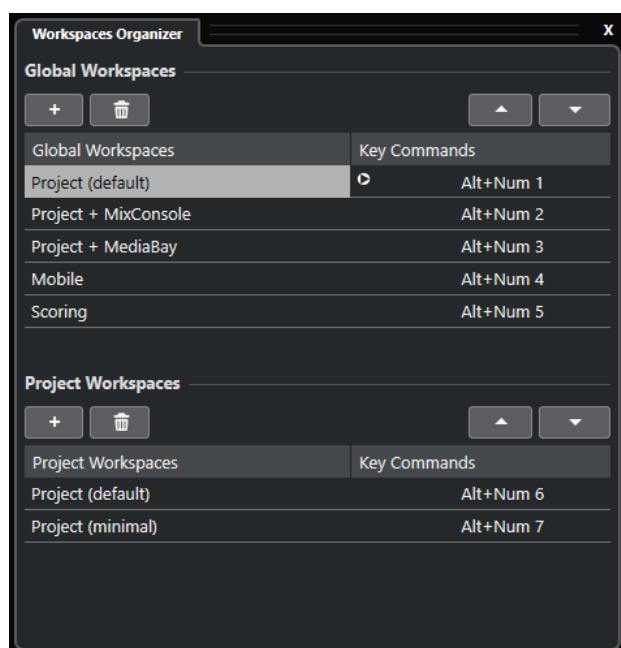 Workspaces Organizer X
Global Workspaces
+
Global Workspaces Key Commands
Project (default) Alt+Num 1
Project + MixConsole Alt+Num 2
Project + MediaBay Alt+Num 3
Mobile Alt+Num 4
Scoring Alt+Num 5
Project Workspaces
+
Project Workspaces Key Commands
Project (default) Alt+Num 6
Project (minimal) Alt+Num 7